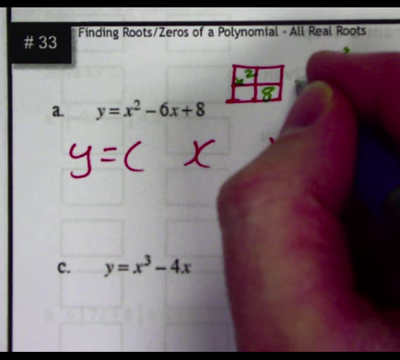 # 33
Finding Roots/Zeros of a Polynomial - All Real Roots
x²
8
a. y = x² – 6x + 8
y = ( x
c. y = x³ – 4x